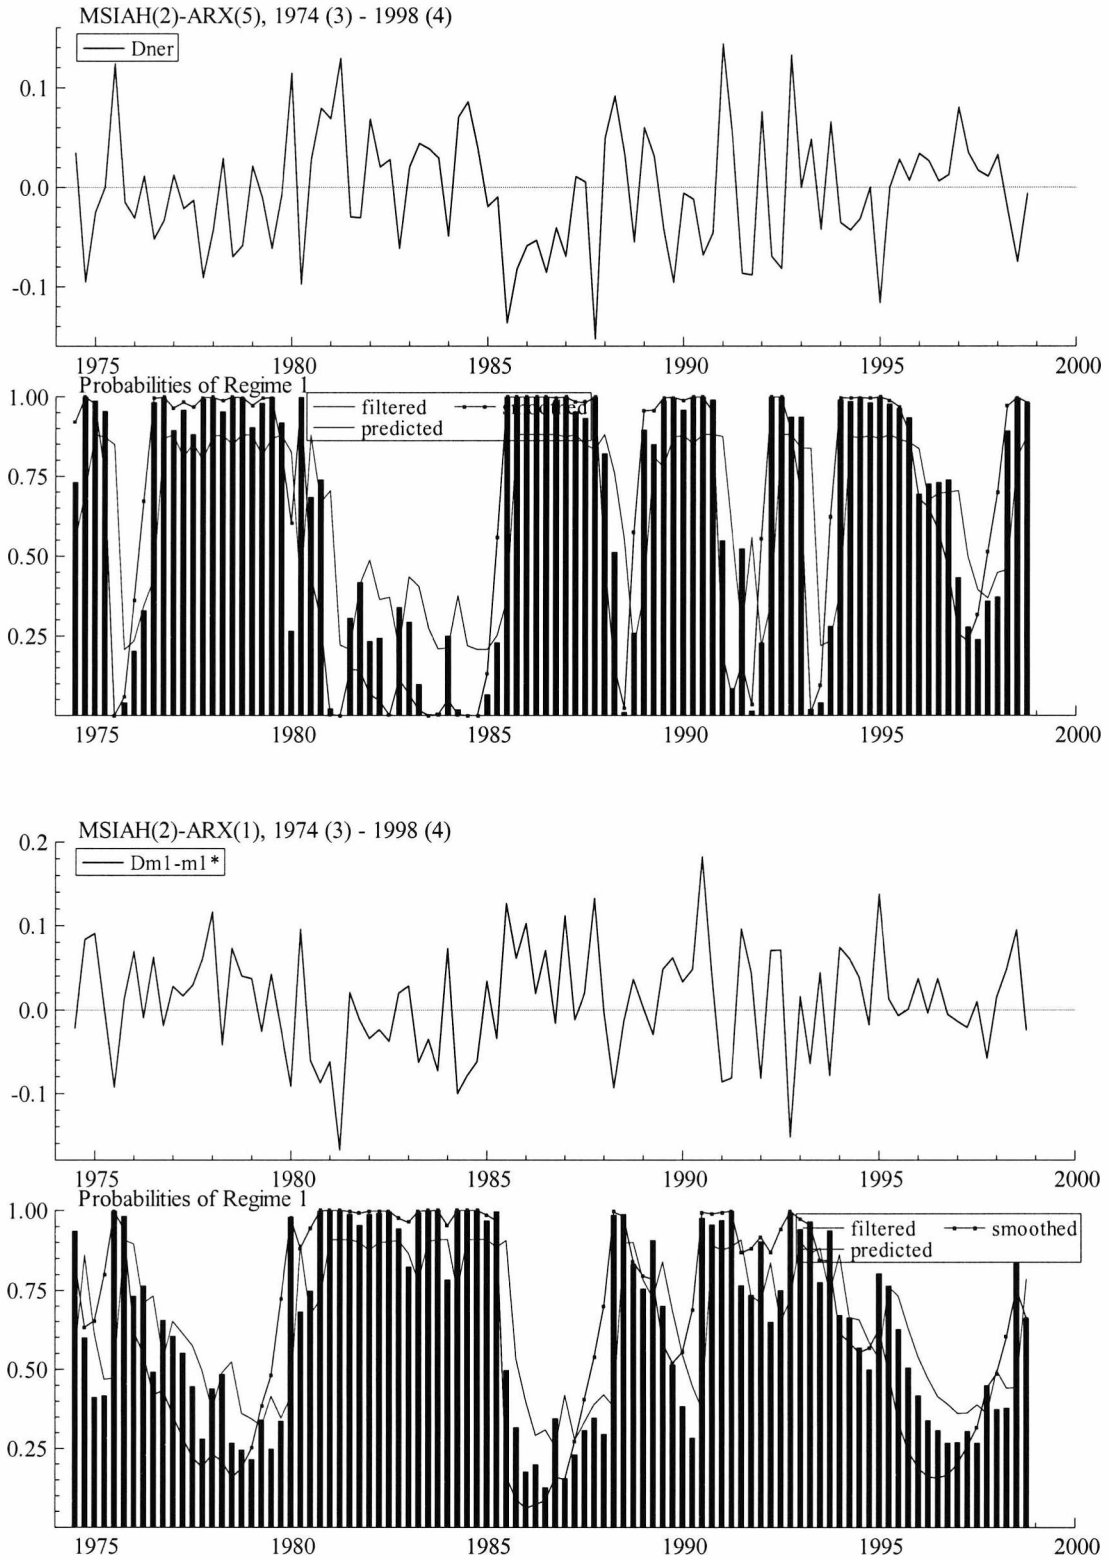 MSIAH(2)-ARX(5), 1974 (3) - 1998 (4)
Dner
0.1
0.0
-0.1
1975 1980 1985 1990 1995 2000
Probabilities of Regime 1
1.00
filtered smoothed
predicted
0.75
0.50
0.25
1975 1980 1985 1990 1995 2000
MSIAH(2)-ARX(1), 1974 (3) - 1998 (4)
0.2
Dm1-m1*
0.1
0.0
-0.1
1975 1980 1985 1990 1995 2000
Probabilities of Regime 1
1.00
filtered smoothed
predicted
0.75
0.50
0.25
1975 1980 1985 1990 1995 2000